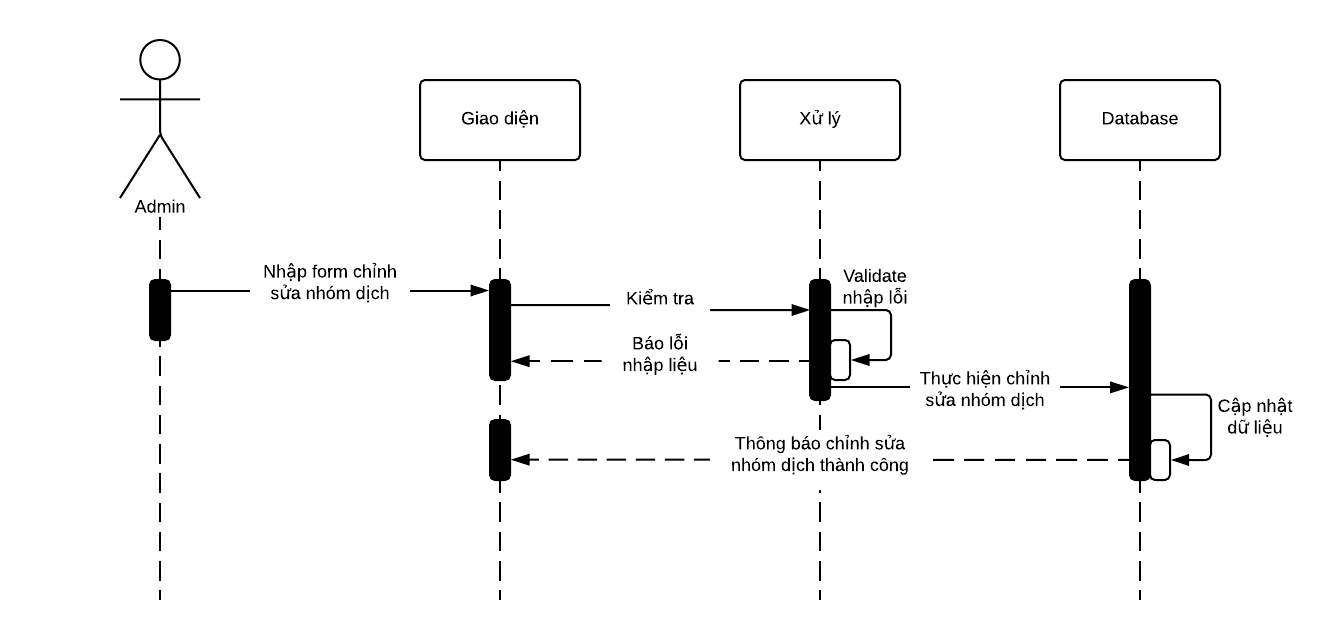 Giao diện
Xử lý
Database
Admin
Nhập form chỉnh
sửa nhóm dịch
Kiểm tra
Validate
nhập lỗi
Báo lỗi
nhập liệu
Thực hiện chỉnh
sửa nhóm dịch
Cập nhật
dữ liệu
Thông báo chỉnh sửa
nhóm dịch thành công